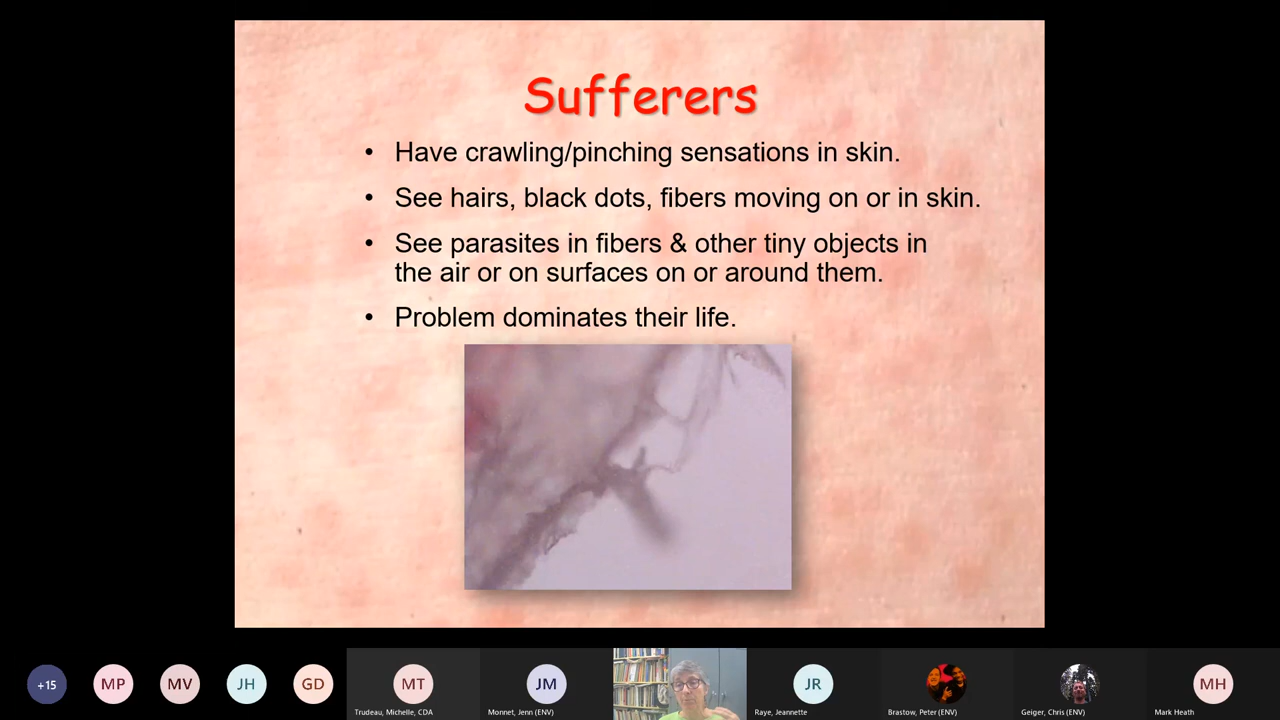 Sufferers
• Have crawling/pinching sensations in skin.
• See hairs, black dots, fibers moving on or in skin.
• See parasites in fibers & other tiny objects in
the air or on surfaces on or around them.
• Problem dominates their life.
+15
MP
MV
JH
GD
MT
JM
JR
MH
Trudeau, Michelle, CDA
Monnet, Jenn (ENV)
Raye, Jeannette
Brastow, Peter (ENV)
Geiger, Chris (ENV)
Mark Heath